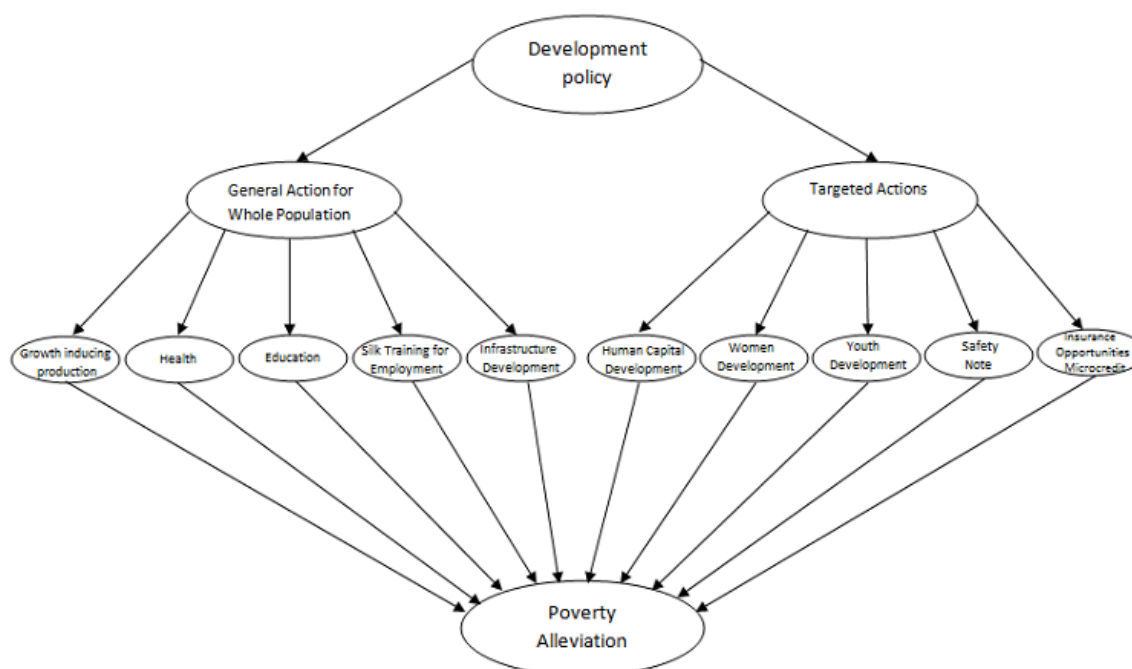 Development
policy
General Action for
Whole Population
Targeted Actions
Growth inducing
production
Health
Education
Silk Training for
Employment
Infrastructure
Development
Human Capital
Development
Women
Development
Youth
Development
Safety
Note
Insurance
Opportunities
Microcredit
Poverty
Alleviation